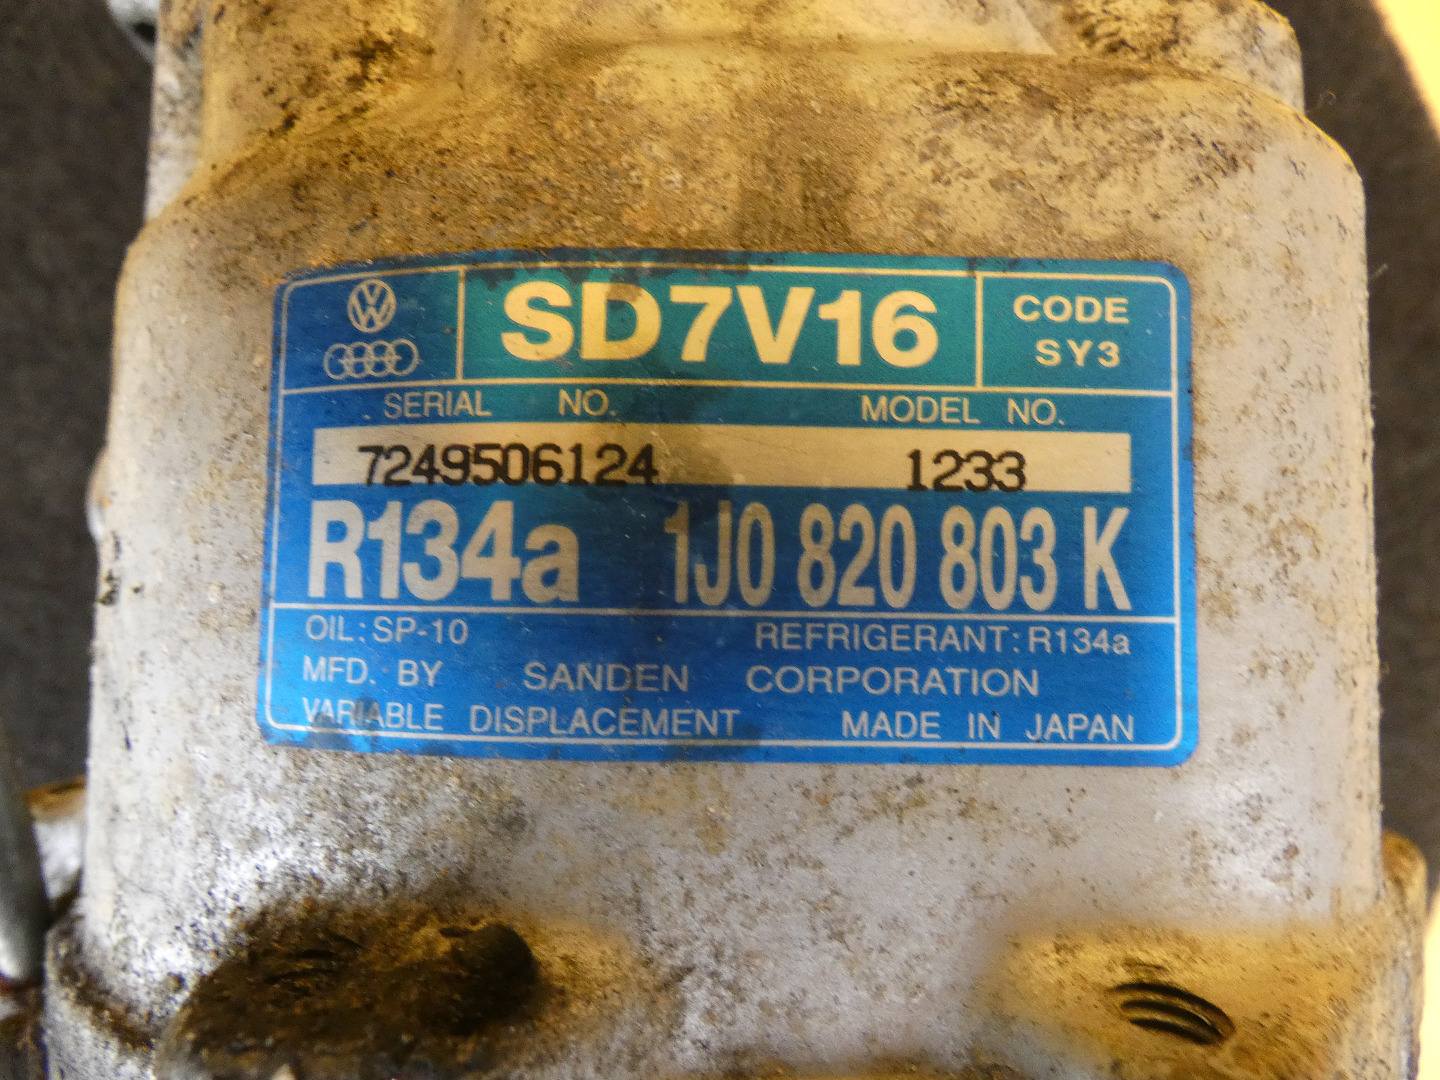 SD7V16
CODE
SY3
SERIAL NO.
MODEL NO.
7249506124
1233
R134a 1J0 820 803 K
OIL:SP-10
REFRIGERANT:R134a
MFD. BY SANDEN CORPORATION
VARIABLE DISPLACEMENT MADE IN JAPAN